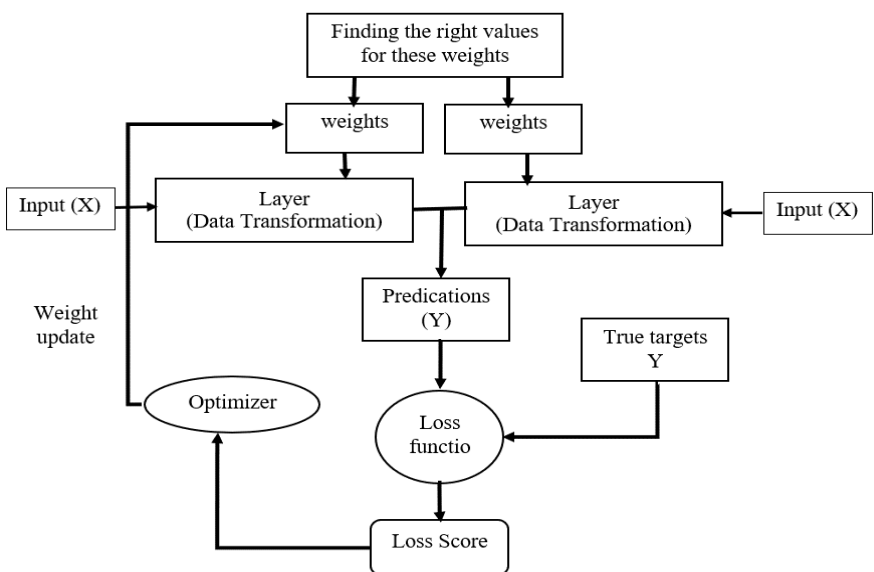 Finding the right values
for these weights
weights
weights
Input (X)
Layer
(Data Transformation)
Layer
(Data Transformation)
Input (X)
Predications
(Y)
Weight
update
True targets
Y
Optimizer
Loss
functio
Loss Score